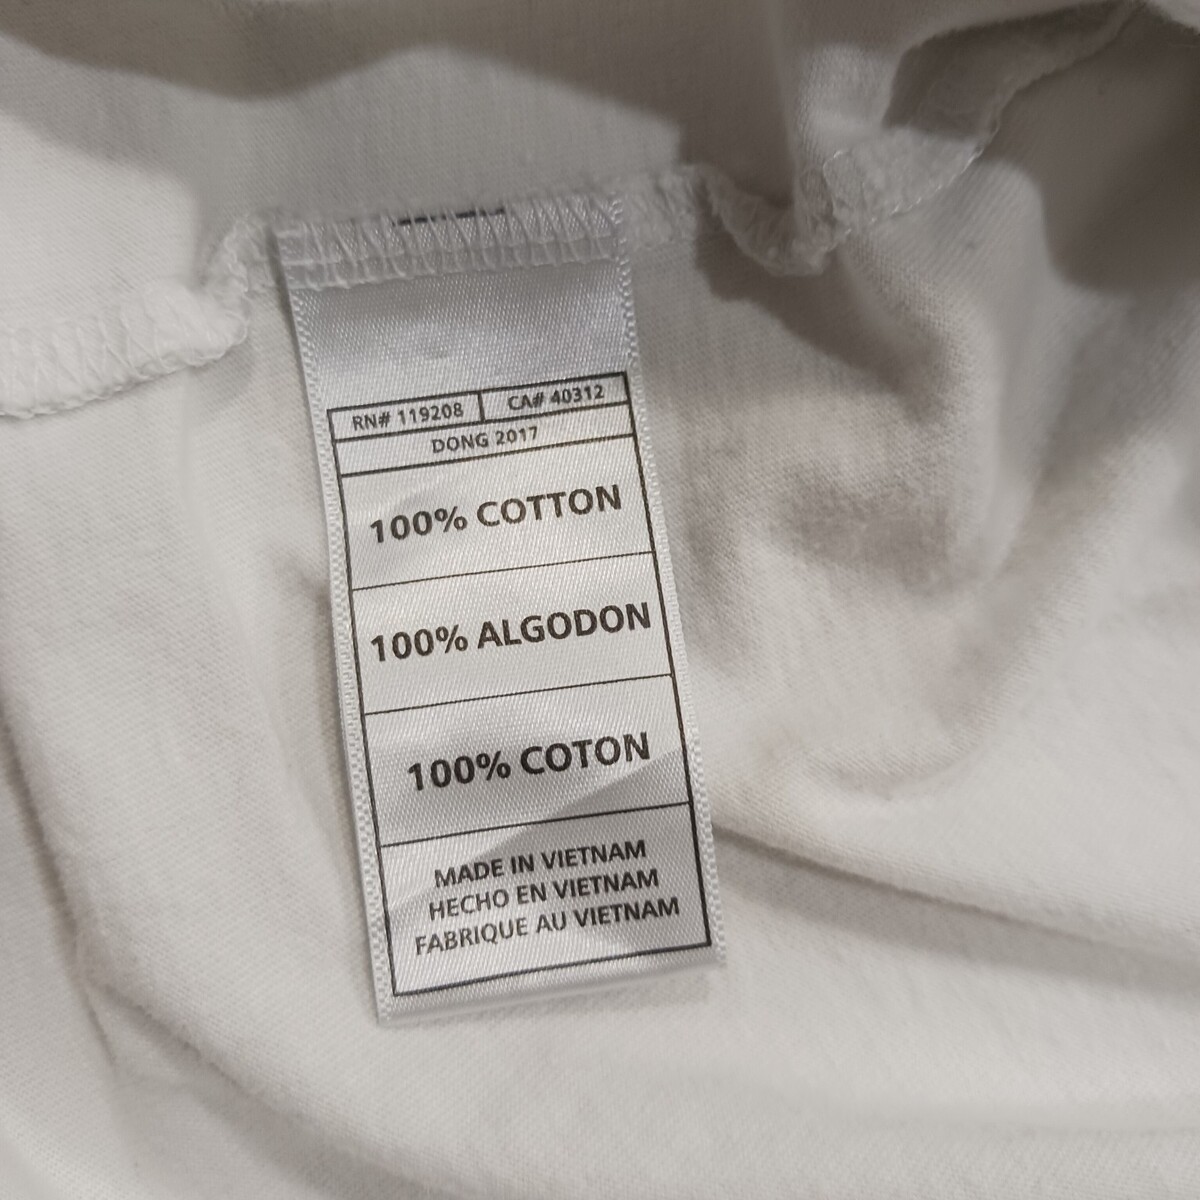 RN# 119208 CA# 40312
DONG 2017
100% COTTON
100% ALGODON
100% COTON
MADE IN VIETNAM
HECHO EN VIETNAM
FABRIQUE AU VIETNAM